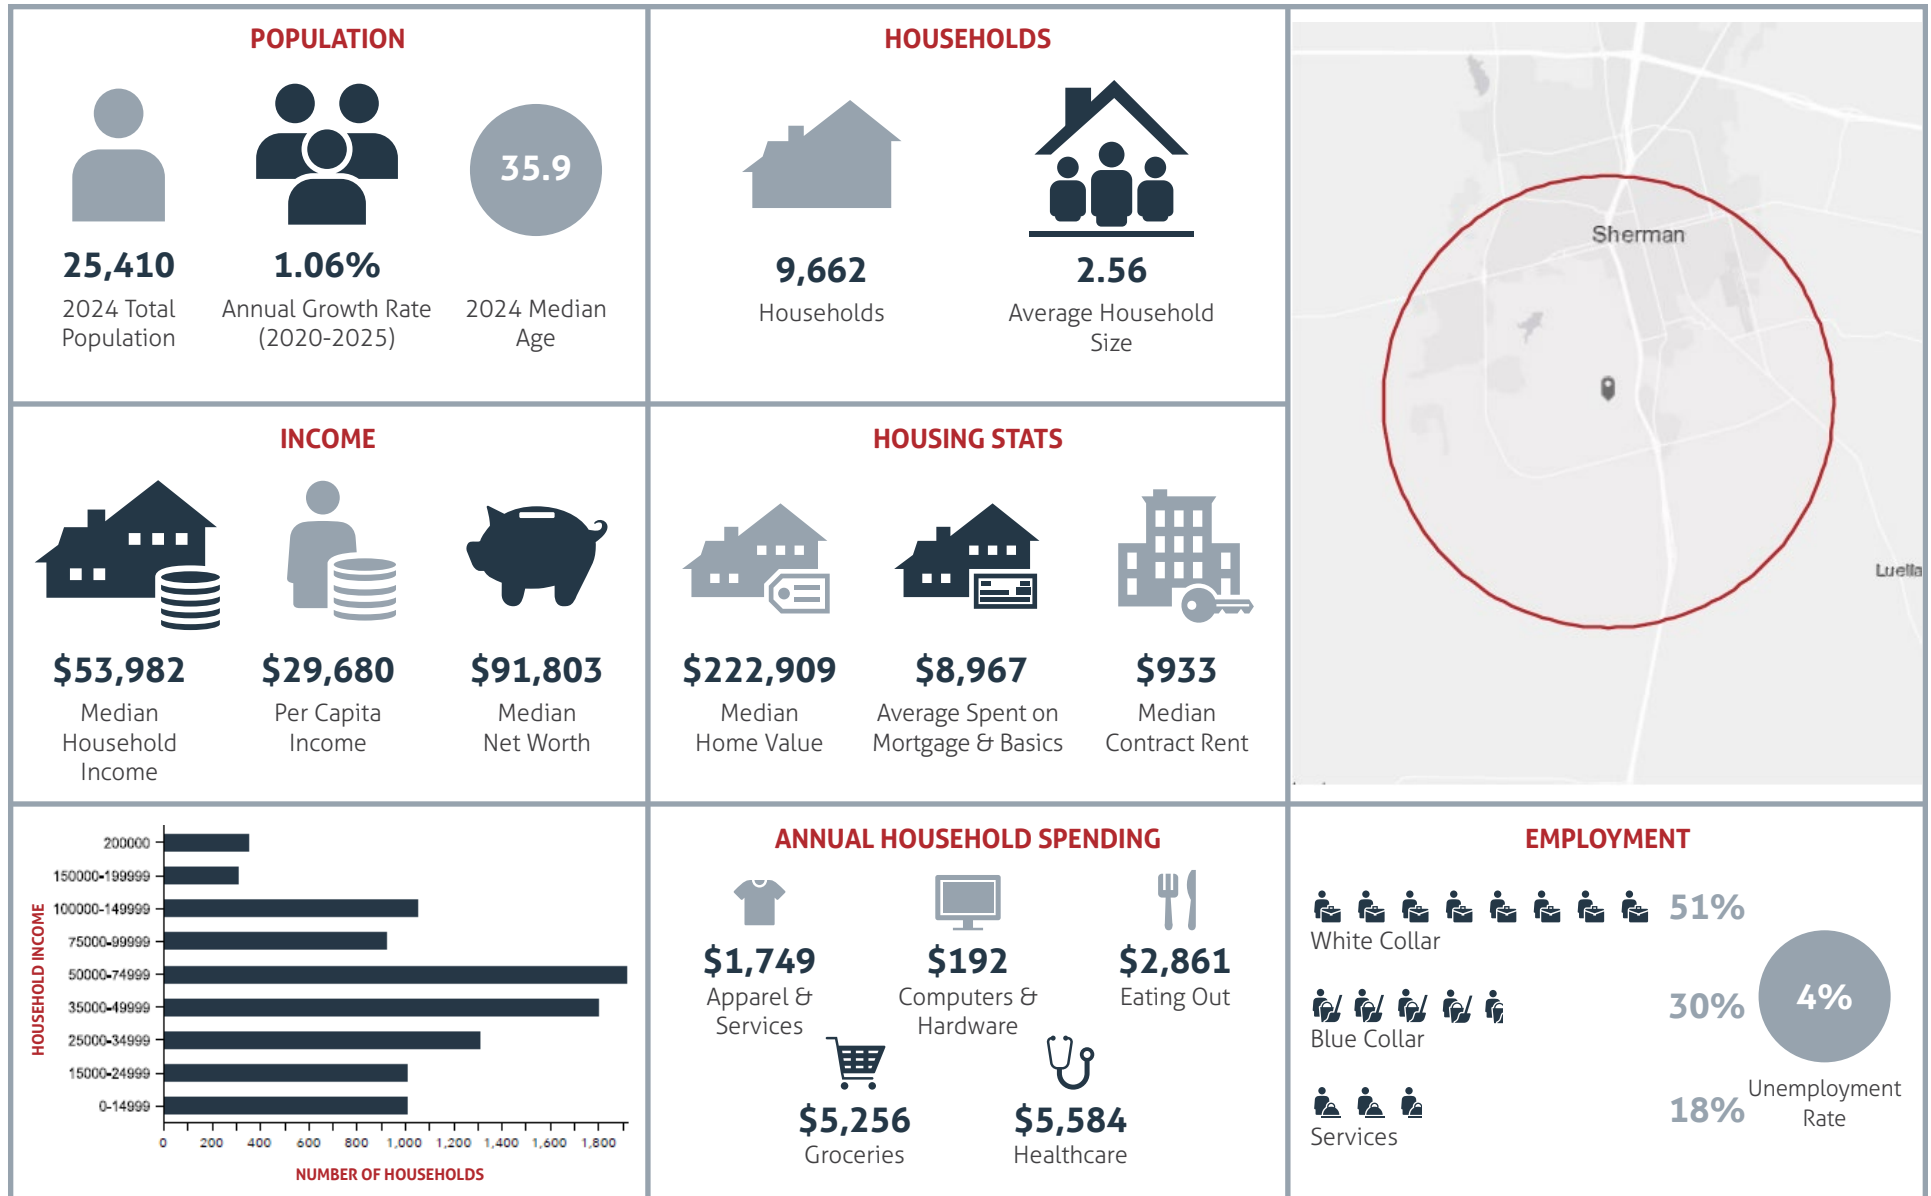 POPULATION
35.9
25,410
2024 Total
Population
1.06%
Annual Growth Rate
(2020-2025)
2024 Median
Age
HOUSEHOLDS
9,662
Households
2.56
Average Household
Size
Sherman
Luella
INCOME
$53,982
Median
Household
Income
$29,680
Per Capita
Income
$91,803
Median
Net Worth
HOUSING STATS
$222,909
Median
Home Value
$8,967
Average Spent on
Mortgage & Basics
$933
Median
Contract Rent
HOUSEHOLD INCOME
200000
150000-199999
100000-149999
75000-99999
50000-74999
35000-49999
25000-34999
15000-24999
0-14999
0 200 400 600 800 1,000 1,200 1,400 1,600 1,800
NUMBER OF HOUSEHOLDS
ANNUAL HOUSEHOLD SPENDING
$1,749
Apparel &
Services
$192
Computers &
Hardware
$2,861
Eating Out
$5,256
Groceries
$5,584
Healthcare
EMPLOYMENT
51%
White Collar
30%
Blue Collar
18%
Services
4%
Unemployment
Rate